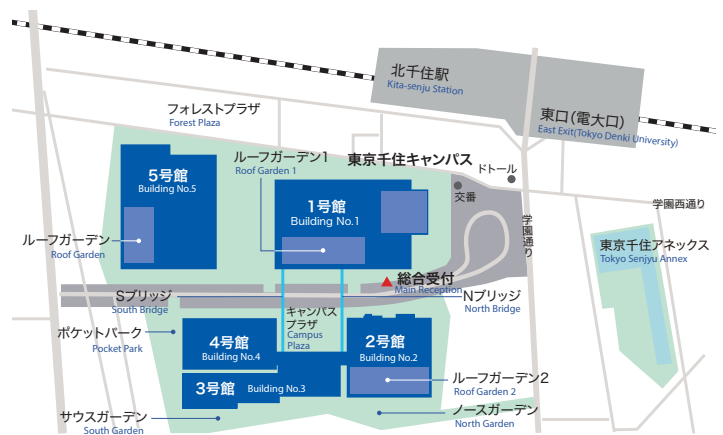 北千住駅
Kita-senju Station
東口(電大口)
East Exit(Tokyo Denki University)
フォレストプラザ
Forest Plaza
ルーフガーデン1
Roof Garden 1
東京千住キャンパス
ドトール
交番
5号館
Building No.5
1号館
Building No.1
学園西通り
学園通り
ルーフガーデン
Roof Garden
東京千住アネックス
Tokyo Senjyu Annex
総合受付
Main Reception
Sブリッジ
South Bridge
Nブリッジ
North Bridge
キャンパス
プラザ
Campus
Plaza
ポケットパーク
Pocket Park
4号館
Building No.4
2号館
Building No.2
3号館
Building No.3
ルーフガーデン2
Roof Garden 2
サウスガーデン
South Garden
ノースガーデン
North Garden